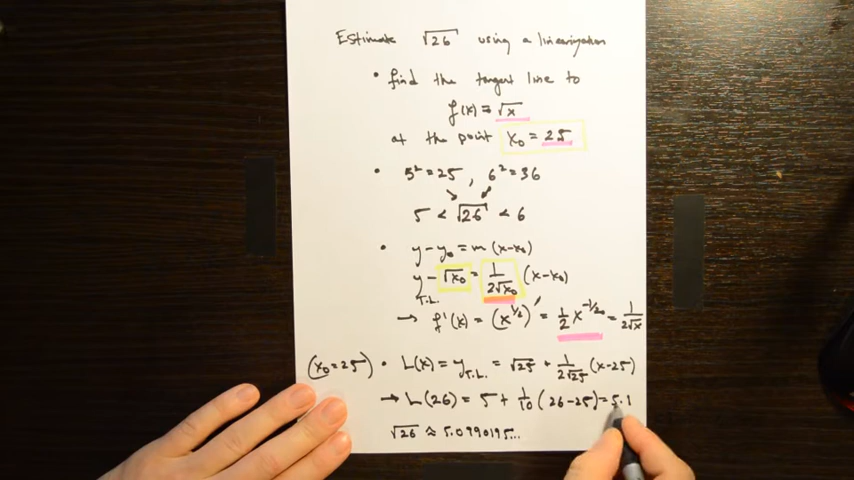 Estimate √26 using a linearization
• find the tangent line to
f(x) = √x
at the point x₀ = 25
• 5² = 25, 6² = 36
5 < √26 < 6
• y - y₀ = m (x-x₀)
y - √x₀ = 1/(2√x₀) (x-x₀)
T.L.
→ f'(x) = (x^1/2)' = 1/2 x^-1/2 = 1/(2√x)
(x₀=25) • L(x) = y T.L. = √25 + 1/(2√25) (x-25)
→ L(26) = 5 + 1/10 (26-25) = 5.1
√26 ≈ 5.0990195...